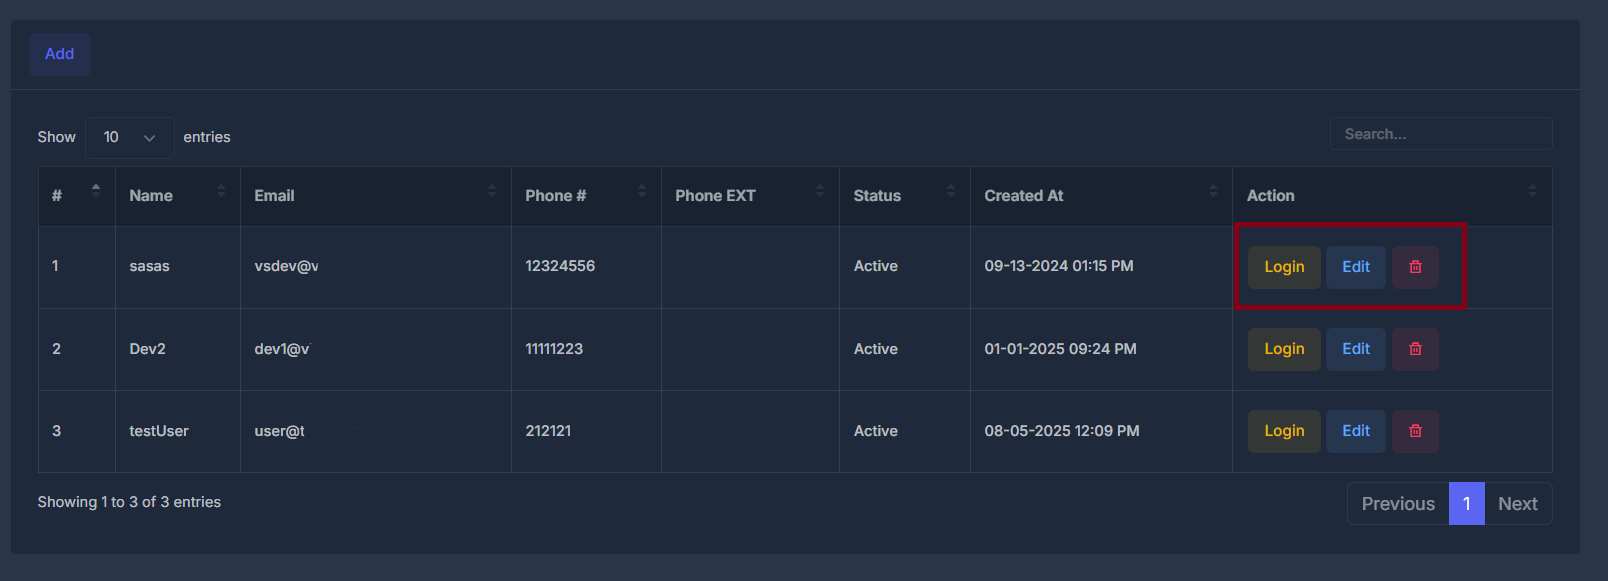 Add
Show 10 entries
Search...
# Name Email Phone # Phone EXT Status Created At Action
1 sasas vsdev@v 12324556 Active 09-13-2024 01:15 PM Login Edit
2 Dev2 dev1@v 11111223 Active 01-01-2025 09:24 PM Login Edit
3 testUser user@t 212121 Active 08-05-2025 12:09 PM Login Edit
Showing 1 to 3 of 3 entries
Previous 1 Next